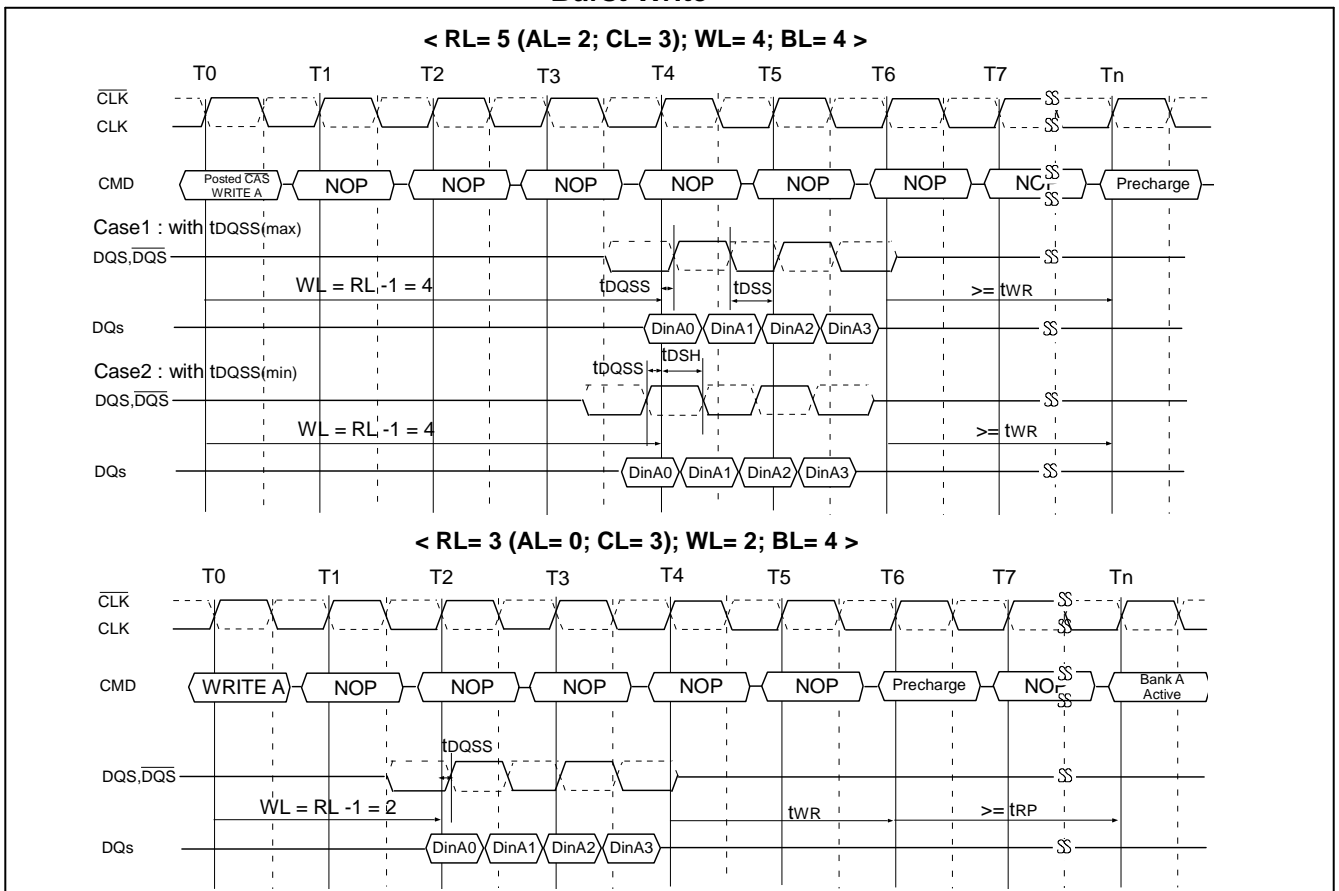 Burst Write
< RL= 5 (AL= 2; CL= 3); WL= 4; BL= 4 >
T0 T1 T2 T3 T4 T5 T6 T7 Tn
CLK
CLK
CMD Posted CAS WRITE A NOP NOP NOP NOP NOP NOP NOP Precharge
Case1 : with tDQSS(max)
DQS,DQS
WL = RL -1 = 4 tDQSS tDSS >= tWR
DQs DinA0 DinA1 DinA2 DinA3
Case2 : with tDQSS(min) tDQSS tDSH
DQS,DQS
WL = RL -1 = 4 >= tWR
DQs DinA0 DinA1 DinA2 DinA3
< RL= 3 (AL= 0; CL= 3); WL= 2; BL= 4 >
T0 T1 T2 T3 T4 T5 T6 T7 Tn
CLK
CLK
CMD WRITE A NOP NOP NOP NOP NOP Precharge NOP Bank A Active
tDQSS
DQS,DQS
WL = RL -1 = 2 tWR >= tRP
DQs DinA0 DinA1 DinA2 DinA3